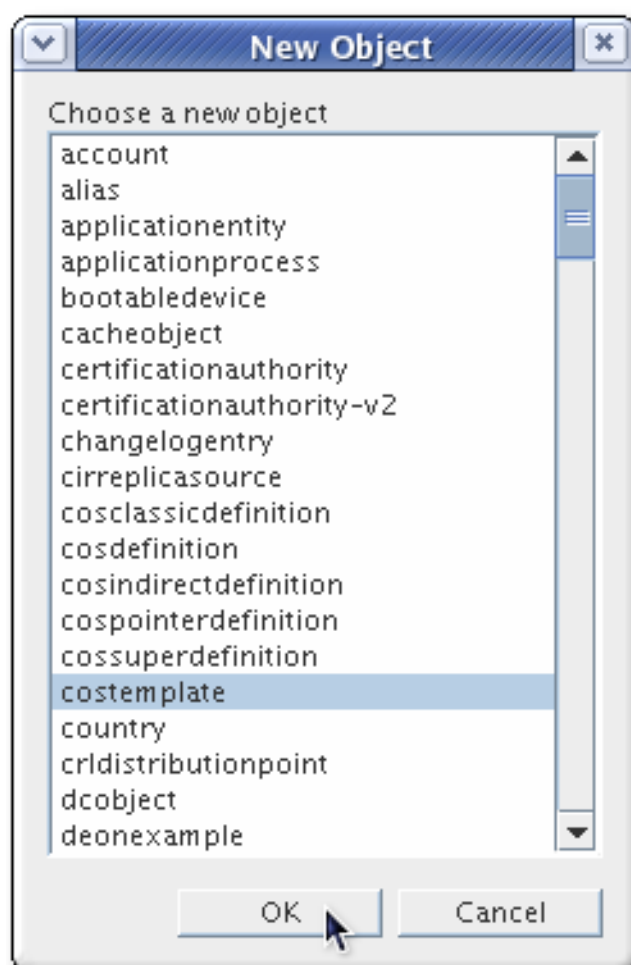 New Object
Choose a new object
account
alias
applicationentity
applicationprocess
bootabledevice
cacheobject
certificationauthority
certificationauthority-v2
changelogentry
cirreplicasource
cosclassicdefinition
cosdefinition
cosindirectdefinition
cospointerdefinition
cossuperdefinition
costemplate
country
crldistributionpoint
dcobject
deonexample
OK Cancel